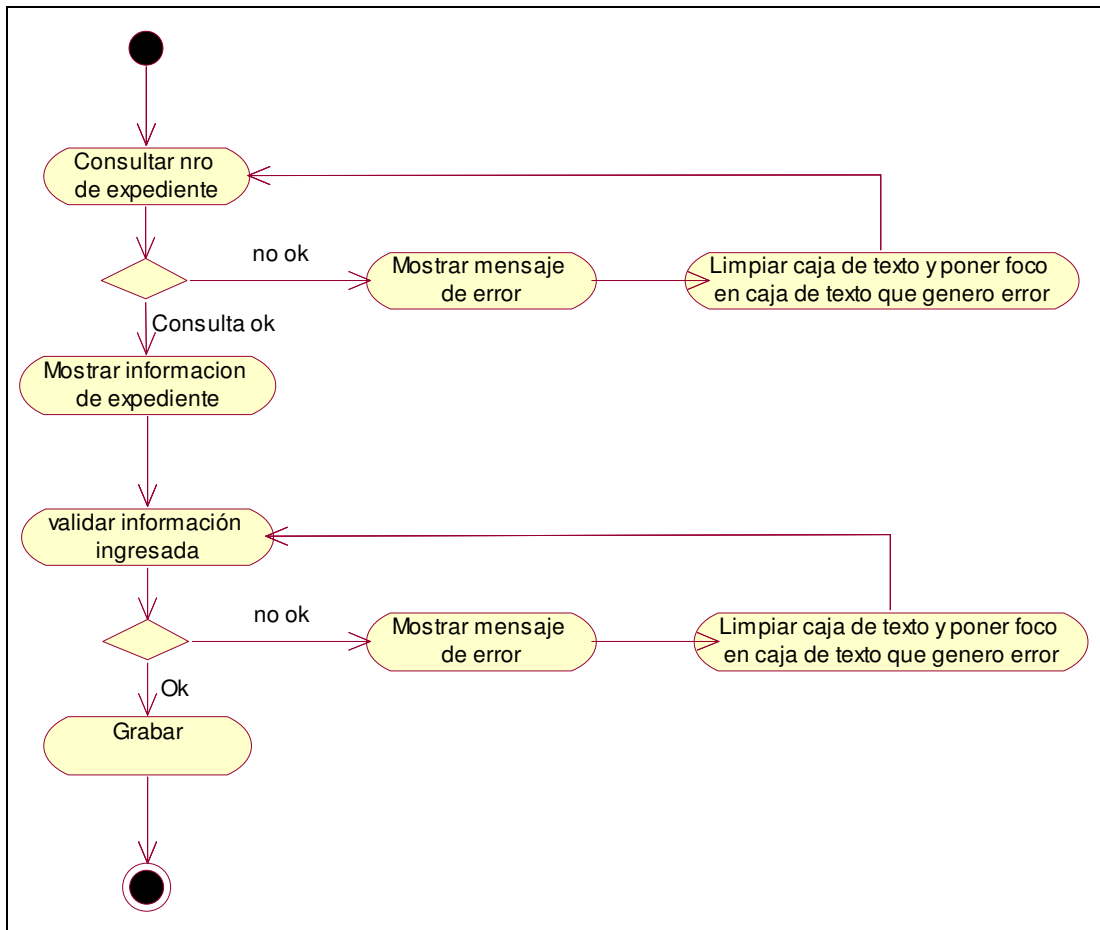 Consultar nro
de expediente
no ok
Mostrar mensaje
de error
Limpiar caja de texto y poner foco
en caja de texto que genero error
Consulta ok
Mostrar informacion
de expediente
validar información
ingresada
no ok
Mostrar mensaje
de error
Limpiar caja de texto y poner foco
en caja de texto que genero error
Ok
Grabar